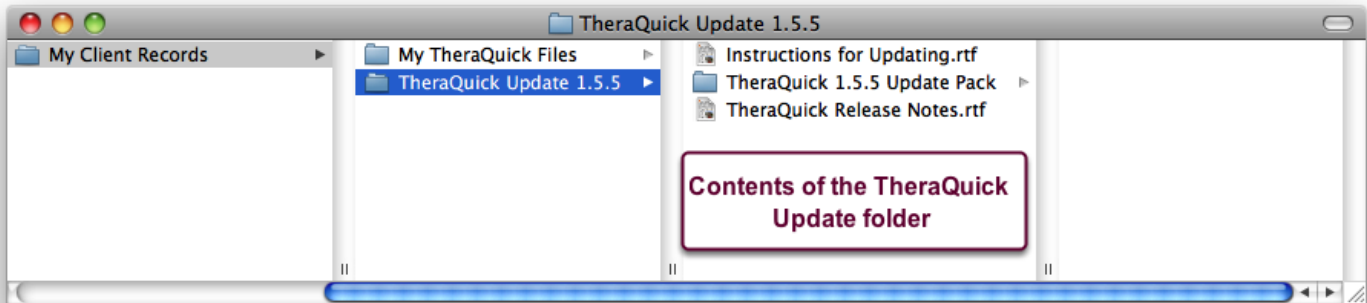 TheraQuick Update 1.5.5
My Client Records
My TheraQuick Files
TheraQuick Update 1.5.5
Instructions for Updating.rtf
TheraQuick 1.5.5 Update Pack
TheraQuick Release Notes.rtf
Contents of the TheraQuick
Update folder